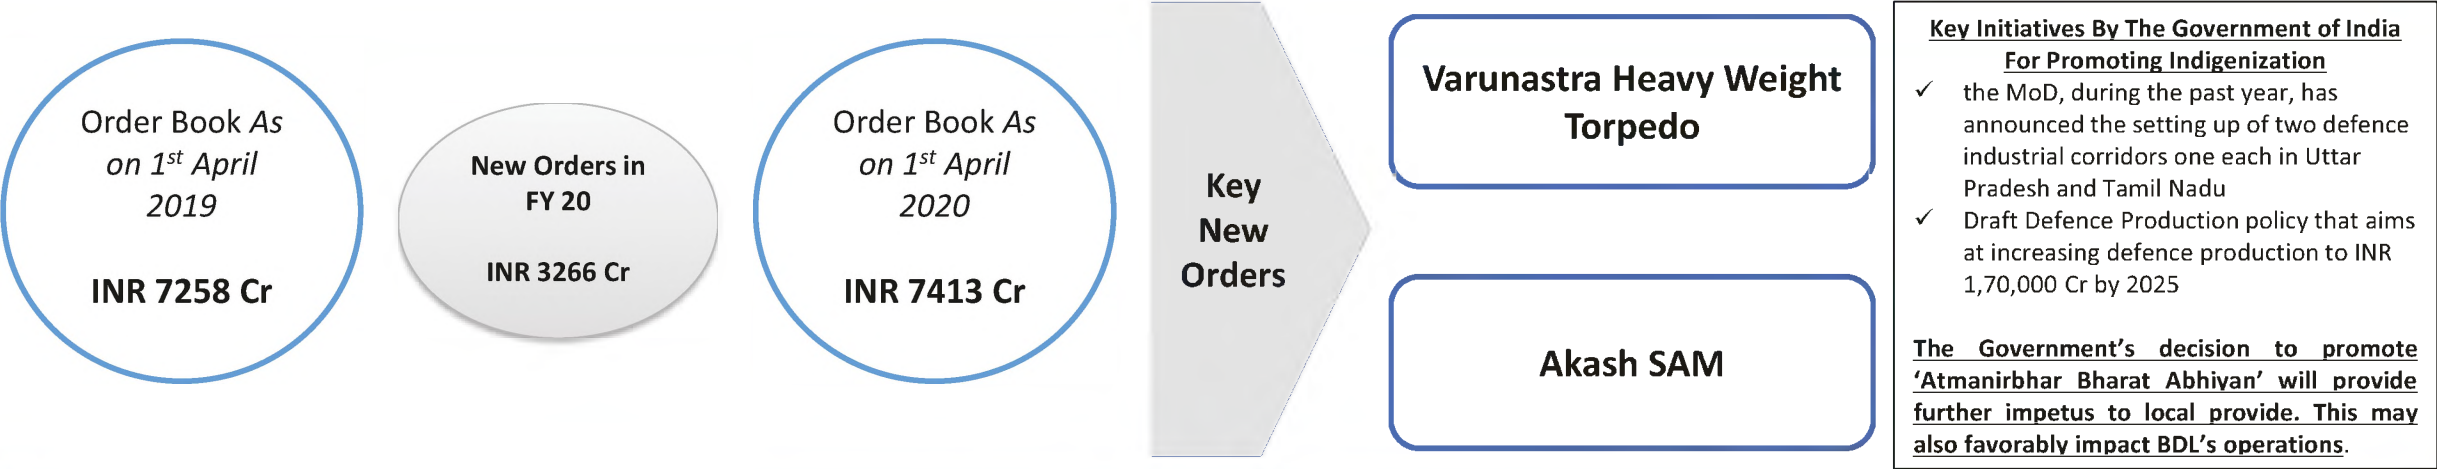 Order Book As
on 1st April
2019
INR 7258 Cr
New Orders in
FY 20
INR 3266 Cr
Order Book As
on 1st April
2020
INR 7413 Cr
Key
New
Orders
Varunastra Heavy Weight
Torpedo
Akash SAM
Key Initiatives By The Government of India
For Promoting Indigenization
✓ the MoD, during the past year, has
announced the setting up of two defence
industrial corridors one each in Uttar
Pradesh and Tamil Nadu
✓ Draft Defence Production policy that aims
at increasing defence production to INR
1,70,000 Cr by 2025
The Government’s decision to promote
‘Atmanirbhar Bharat Abhiyan’ will provide
further impetus to local provide. This may
also favorably impact BDL’s operations.